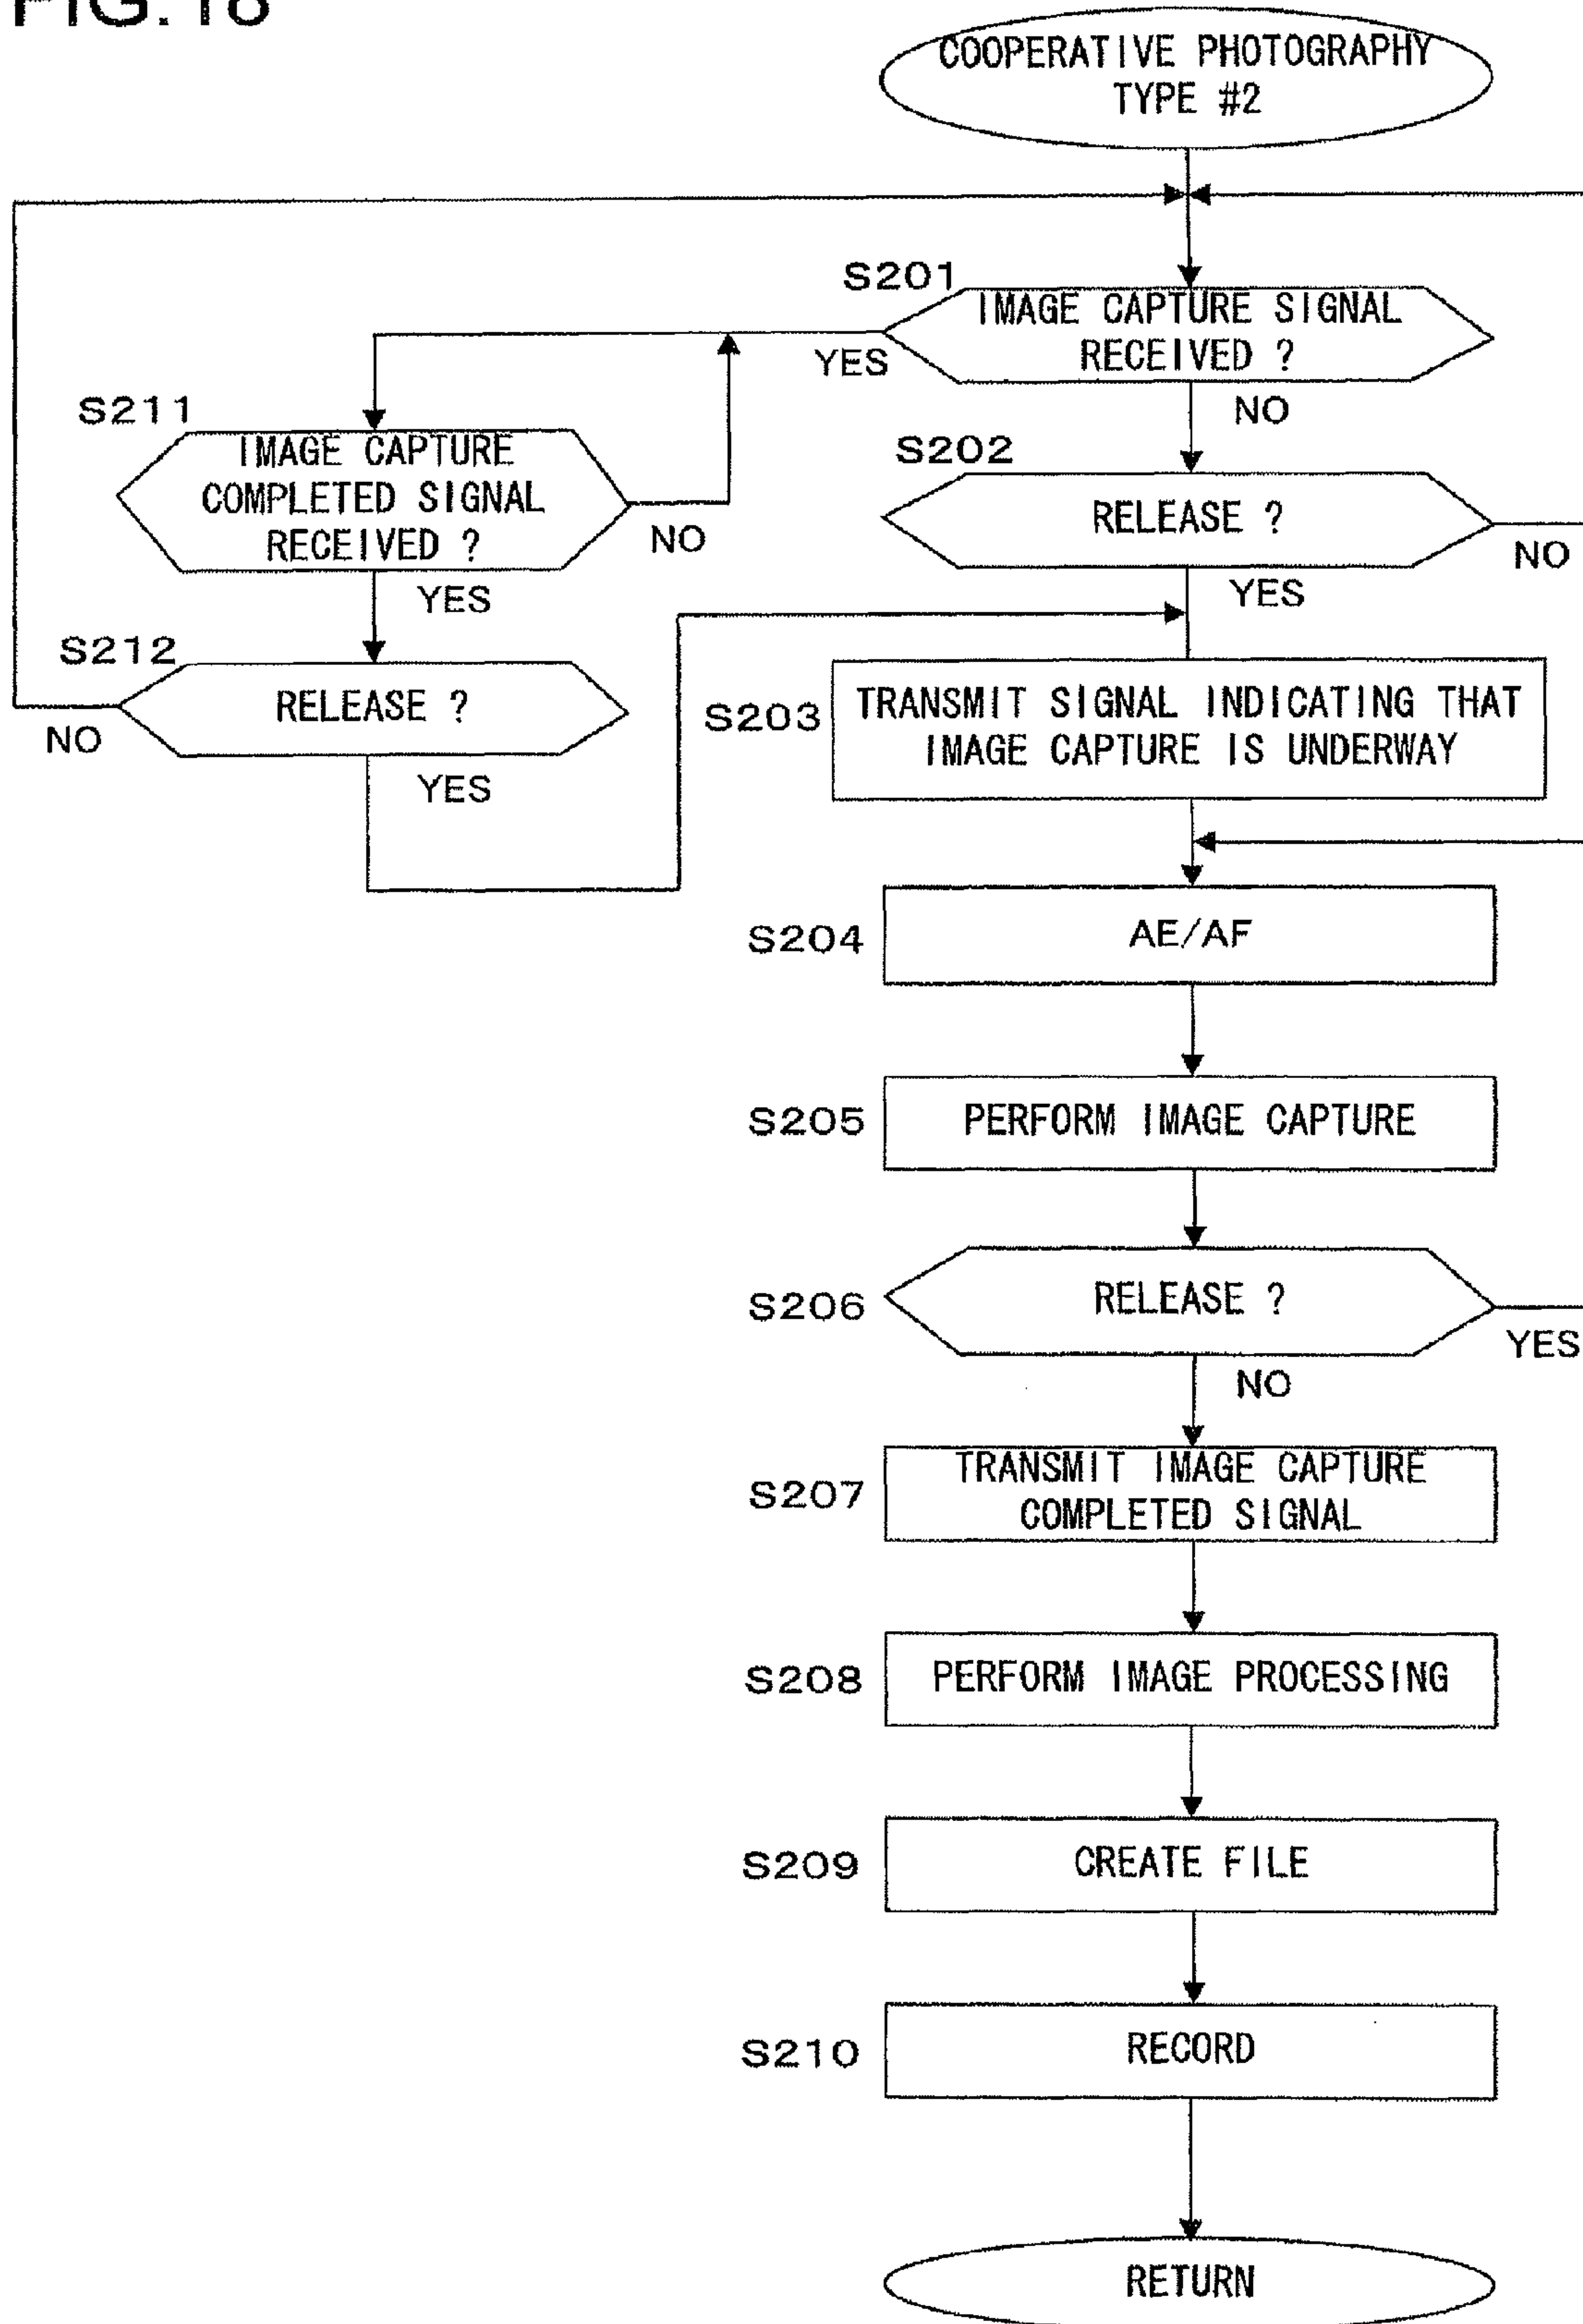 FIG. 18
COOPERATIVE PHOTOGRAPHY
TYPE #2
S201
IMAGE CAPTURE SIGNAL
RECEIVED ?
YES
NO
S211
IMAGE CAPTURE
COMPLETED SIGNAL
RECEIVED ?
NO
YES
S202
RELEASE ?
NO
YES
S212
RELEASE ?
NO
YES
S203
TRANSMIT SIGNAL INDICATING THAT
IMAGE CAPTURE IS UNDERWAY
S204
AE/AF
S205
PERFORM IMAGE CAPTURE
S206
RELEASE ?
YES
NO
S207
TRANSMIT IMAGE CAPTURE
COMPLETED SIGNAL
S208
PERFORM IMAGE PROCESSING
S209
CREATE FILE
S210
RECORD
RETURN